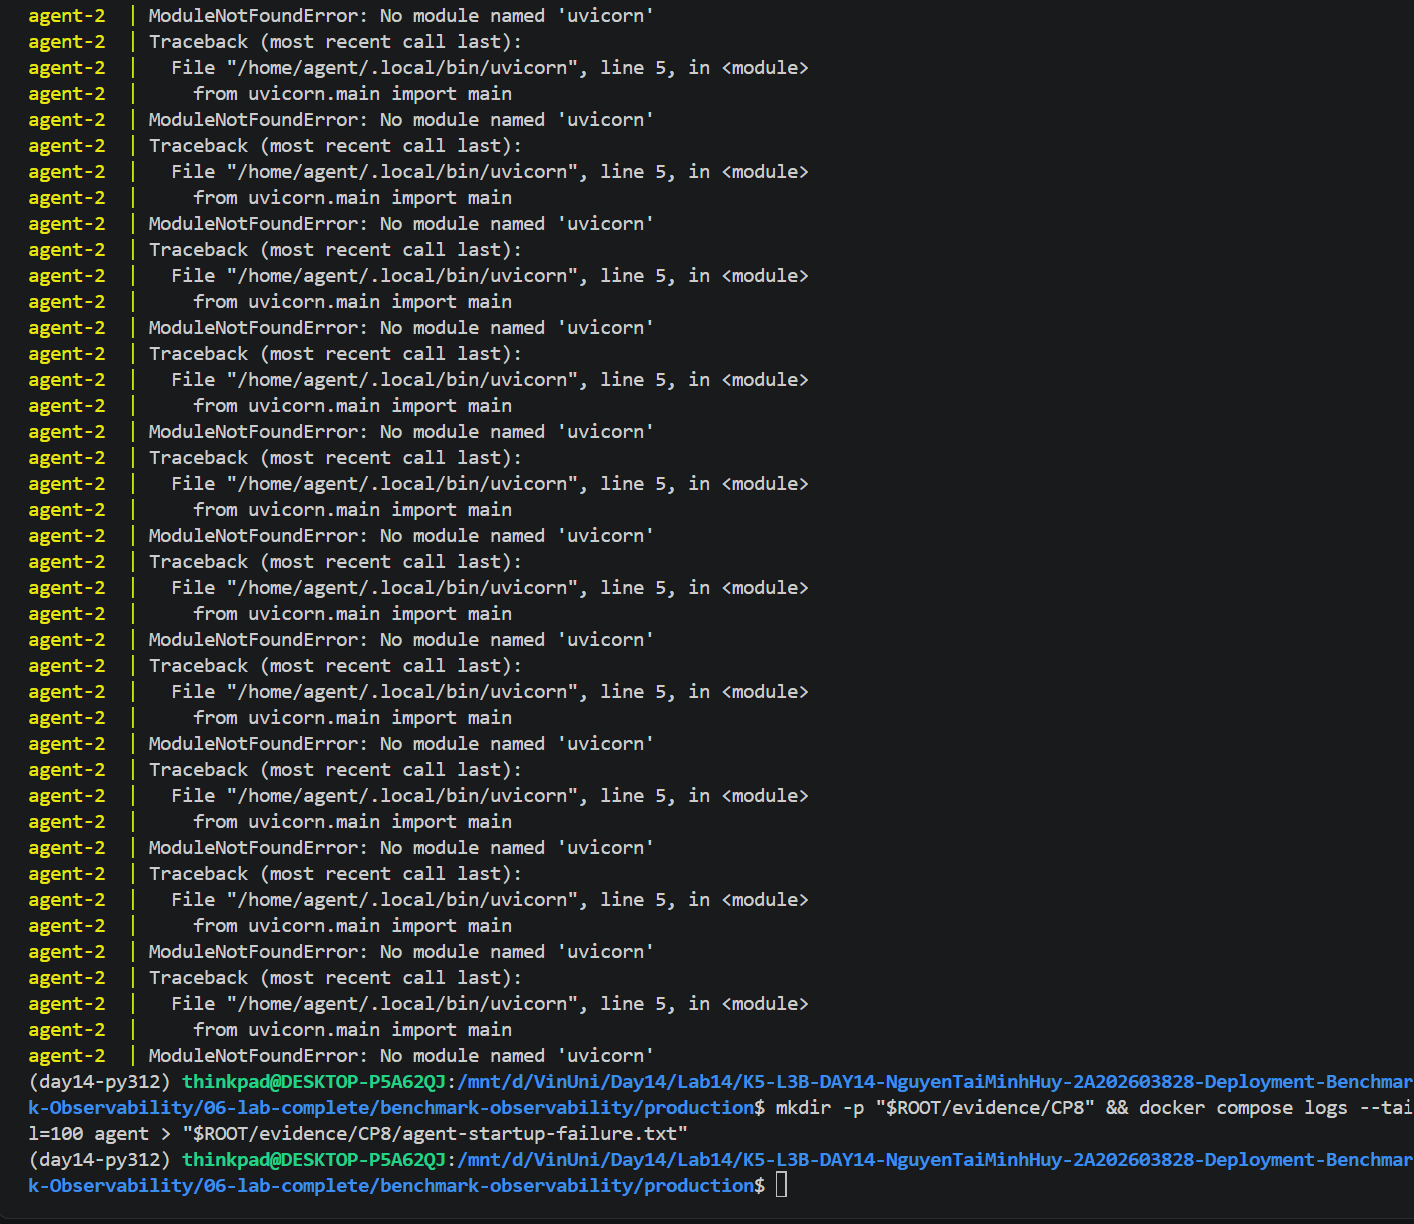 agent-2  | ModuleNotFoundError: No module named 'uvicorn'
agent-2  | Traceback (most recent call last):
agent-2  |   File "/home/agent/.local/bin/uvicorn", line 5, in <module>
agent-2  |     from uvicorn.main import main
agent-2  | ModuleNotFoundError: No module named 'uvicorn'
agent-2  | Traceback (most recent call last):
agent-2  |   File "/home/agent/.local/bin/uvicorn", line 5, in <module>
agent-2  |     from uvicorn.main import main
agent-2  | ModuleNotFoundError: No module named 'uvicorn'
agent-2  | Traceback (most recent call last):
agent-2  |   File "/home/agent/.local/bin/uvicorn", line 5, in <module>
agent-2  |     from uvicorn.main import main
agent-2  | ModuleNotFoundError: No module named 'uvicorn'
agent-2  | Traceback (most recent call last):
agent-2  |   File "/home/agent/.local/bin/uvicorn", line 5, in <module>
agent-2  |     from uvicorn.main import main
agent-2  | ModuleNotFoundError: No module named 'uvicorn'
agent-2  | Traceback (most recent call last):
agent-2  |   File "/home/agent/.local/bin/uvicorn", line 5, in <module>
agent-2  |     from uvicorn.main import main
agent-2  | ModuleNotFoundError: No module named 'uvicorn'
agent-2  | Traceback (most recent call last):
agent-2  |   File "/home/agent/.local/bin/uvicorn", line 5, in <module>
agent-2  |     from uvicorn.main import main
agent-2  | ModuleNotFoundError: No module named 'uvicorn'
agent-2  | Traceback (most recent call last):
agent-2  |   File "/home/agent/.local/bin/uvicorn", line 5, in <module>
agent-2  |     from uvicorn.main import main
agent-2  | ModuleNotFoundError: No module named 'uvicorn'
agent-2  | Traceback (most recent call last):
agent-2  |   File "/home/agent/.local/bin/uvicorn", line 5, in <module>
agent-2  |     from uvicorn.main import main
agent-2  | ModuleNotFoundError: No module named 'uvicorn'
agent-2  | Traceback (most recent call last):
agent-2  |   File "/home/agent/.local/bin/uvicorn", line 5, in <module>
agent-2  |     from uvicorn.main import main
agent-2  | ModuleNotFoundError: No module named 'uvicorn'
agent-2  | Traceback (most recent call last):
agent-2  |   File "/home/agent/.local/bin/uvicorn", line 5, in <module>
agent-2  |     from uvicorn.main import main
agent-2  | ModuleNotFoundError: No module named 'uvicorn'
(day14-py312) thinkpad@DESKTOP-P5A62QJ:/mnt/d/VinUni/Day14/Lab14/K5-L3B-DAY14-NguyenTaiMinhHuy-2A202603828-Deployment-Benchmar
k-Observability/06-lab-complete/benchmark-observability/production$ mkdir -p "$ROOT/evidence/CP8" && docker compose logs --tai
l=100 agent > "$ROOT/evidence/CP8/agent-startup-failure.txt"
(day14-py312) thinkpad@DESKTOP-P5A62QJ:/mnt/d/VinUni/Day14/Lab14/K5-L3B-DAY14-NguyenTaiMinhHuy-2A202603828-Deployment-Benchmar
k-Observability/06-lab-complete/benchmark-observability/production$